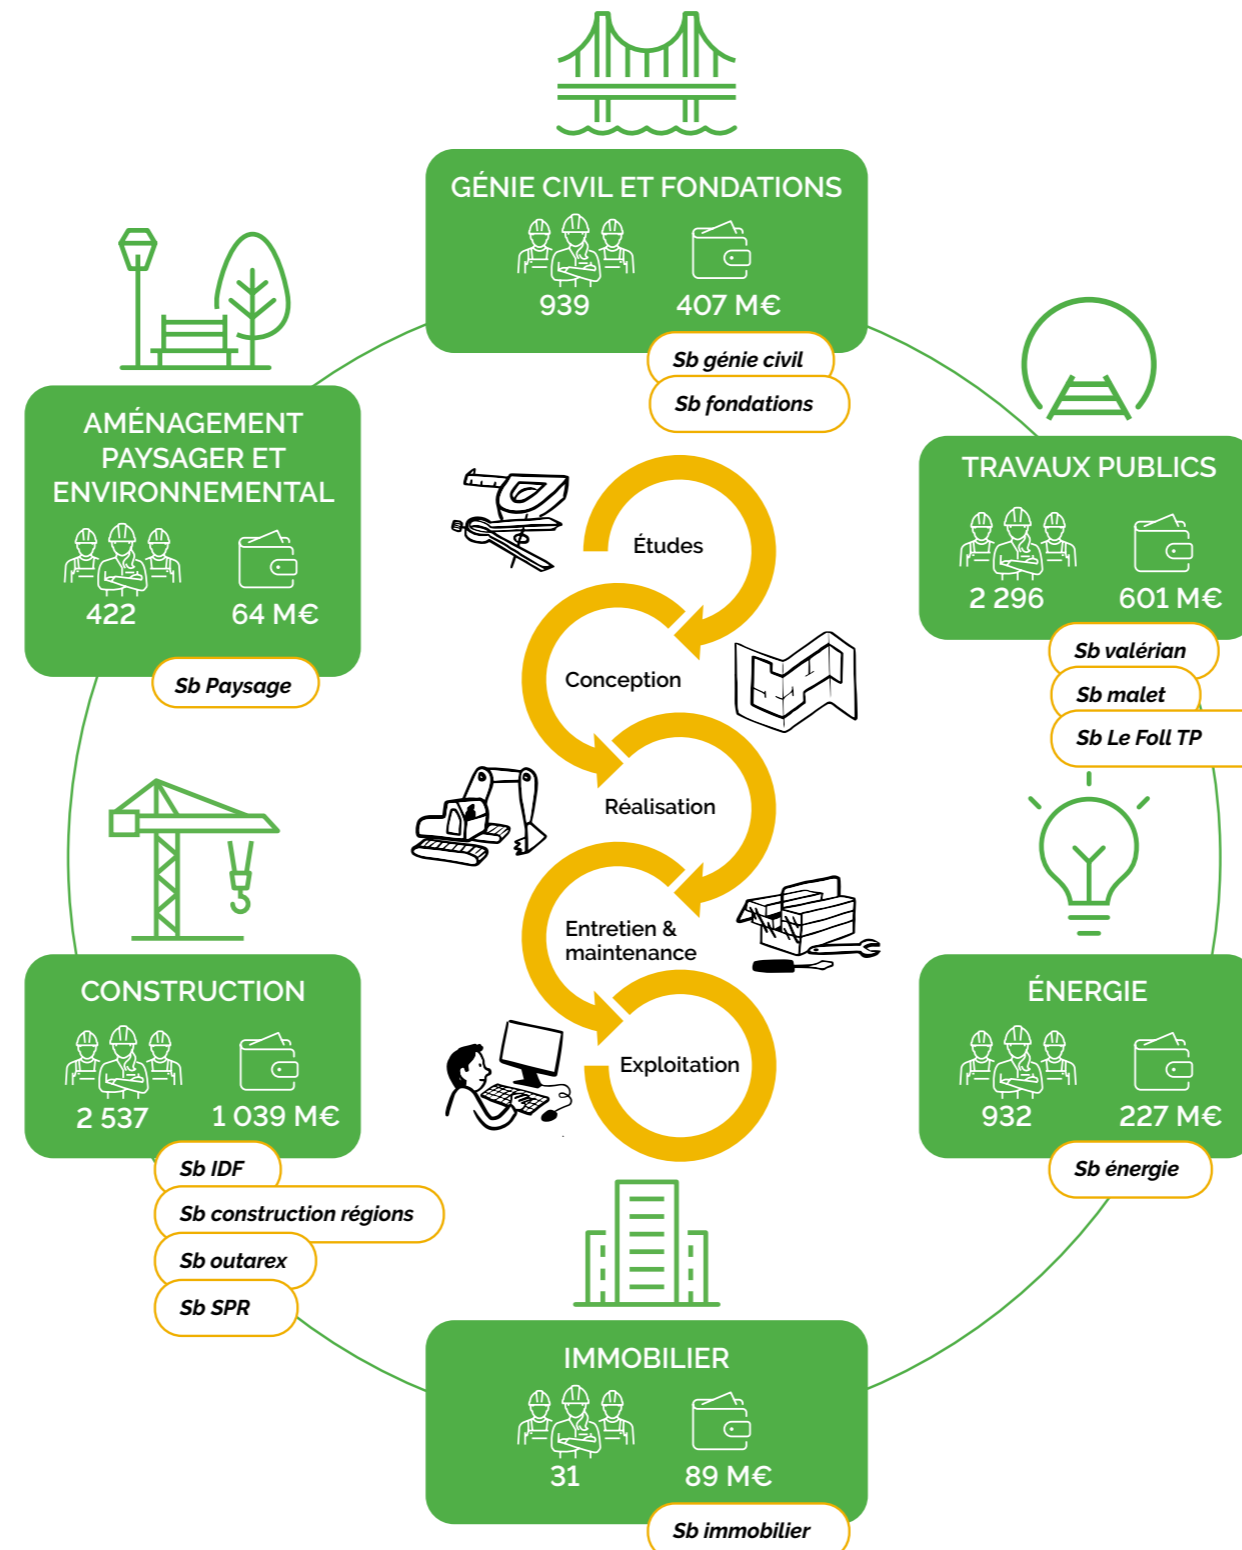 GÉNIE CIVIL ET FONDATIONS
939
407 M€
Sb génie civil
Sb fondations
AMÉNAGEMENT
PAYSAGER ET
ENVIRONNEMENTAL
422
64 M€
Sb Paysage
TRAVAUX PUBLICS
2 296
601 M€
Sb valérian
Sb malet
Sb Le Foll TP
Études
Conception
Réalisation
Entretien &
maintenance
Exploitation
CONSTRUCTION
2 537
1 039 M€
Sb IDF
Sb construction régions
Sb outarex
Sb SPR
ÉNERGIE
932
227 M€
Sb énergie
IMMOBILIER
31
89 M€
Sb immobilier